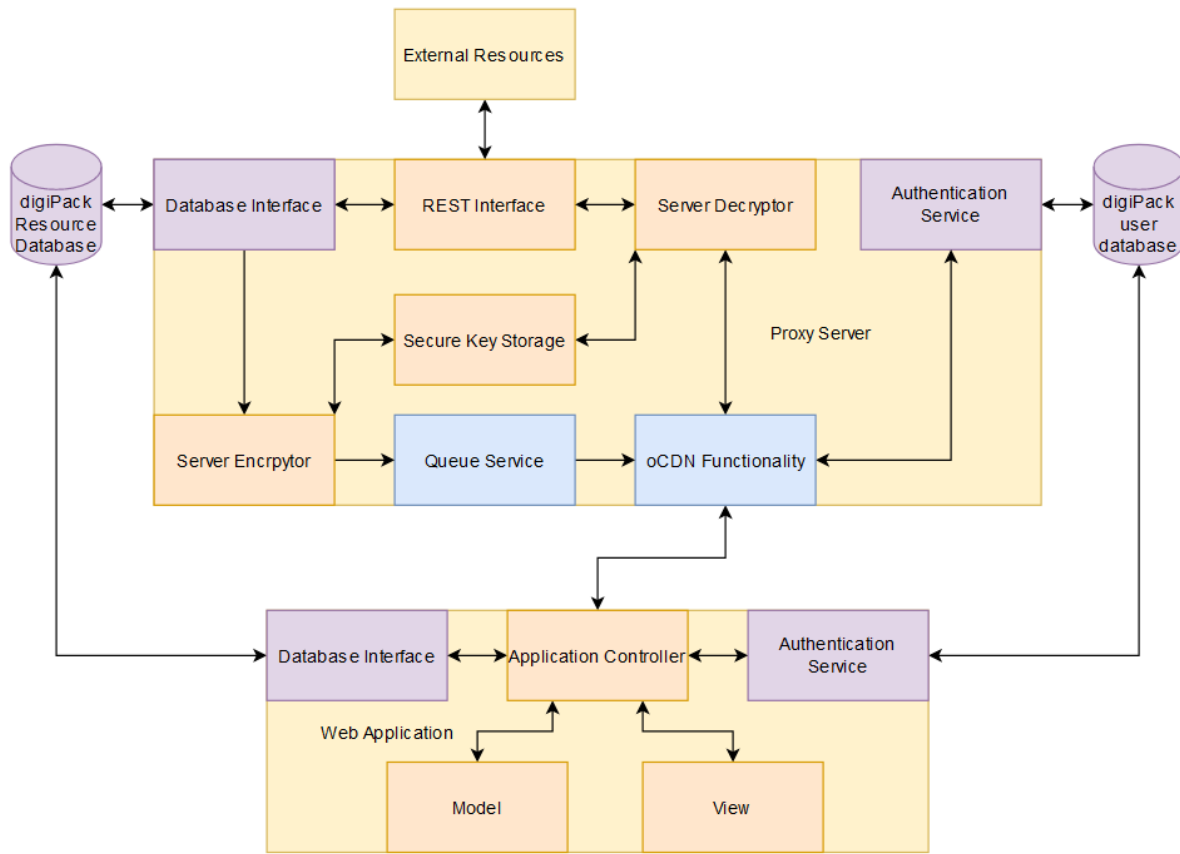 External Resources
digiPack
Resource
Database
Database Interface
REST Interface
Server Decryptor
Authentication
Service
digiPack
user
database
Secure Key Storage
Proxy Server
Server Encrpytor
Queue Service
oCDN Functionality
Database Interface
Application Controller
Authentication
Service
Web Application
Model
View